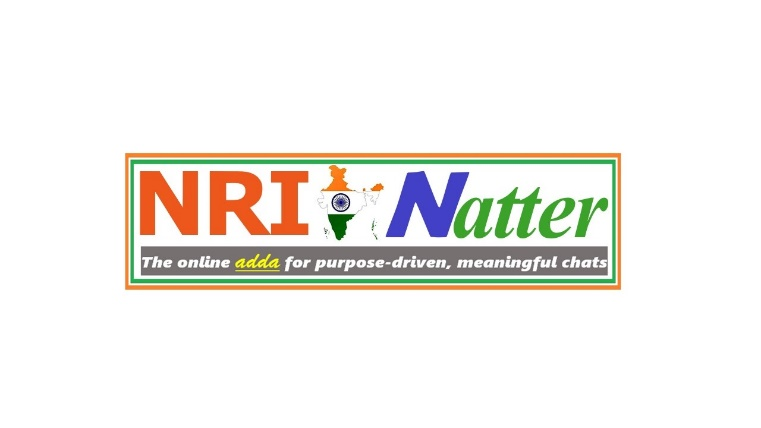 NRI Natter
The online adda for purpose-driven, meaningful chats